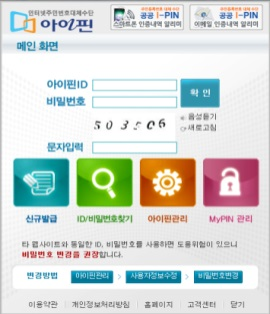 인터넷주민번호대체수단
아이핀
공공 I-PIN
스마트폰 인증내역 알리미
공공 I-PIN
이메일 인증내역 알리미
메인 화면
아이핀ID
비밀번호
확 인
503506
음성듣기
새로고침
문자입력
신규발급
ID/비밀번호찾기
아이핀관리
MyPIN 관리
타 웹사이트와 동일한 ID, 비밀번호를 사용하면 도용위험이 있으니
비밀번호 변경을 권장합니다.
변경방법
아이핀관리
사용자정보수정
비밀번호변경
이용약관 | 개인정보처리방침 | 홈페이지 | 고객센터 | 닫기